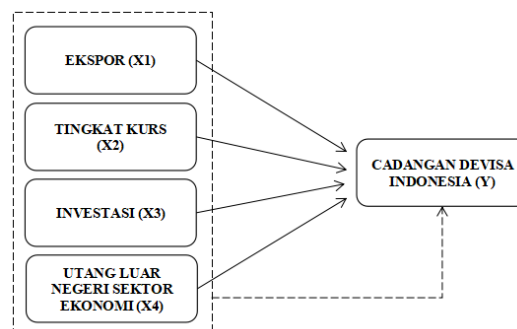 EKSPOR (X1)
TINGKAT KURS
(X2)
INVESTASI (X3)
UTANG LUAR
NEGERI SEKTOR
EKONOMI (X4)
CADANGAN DEVISA
INDONESIA (Y)